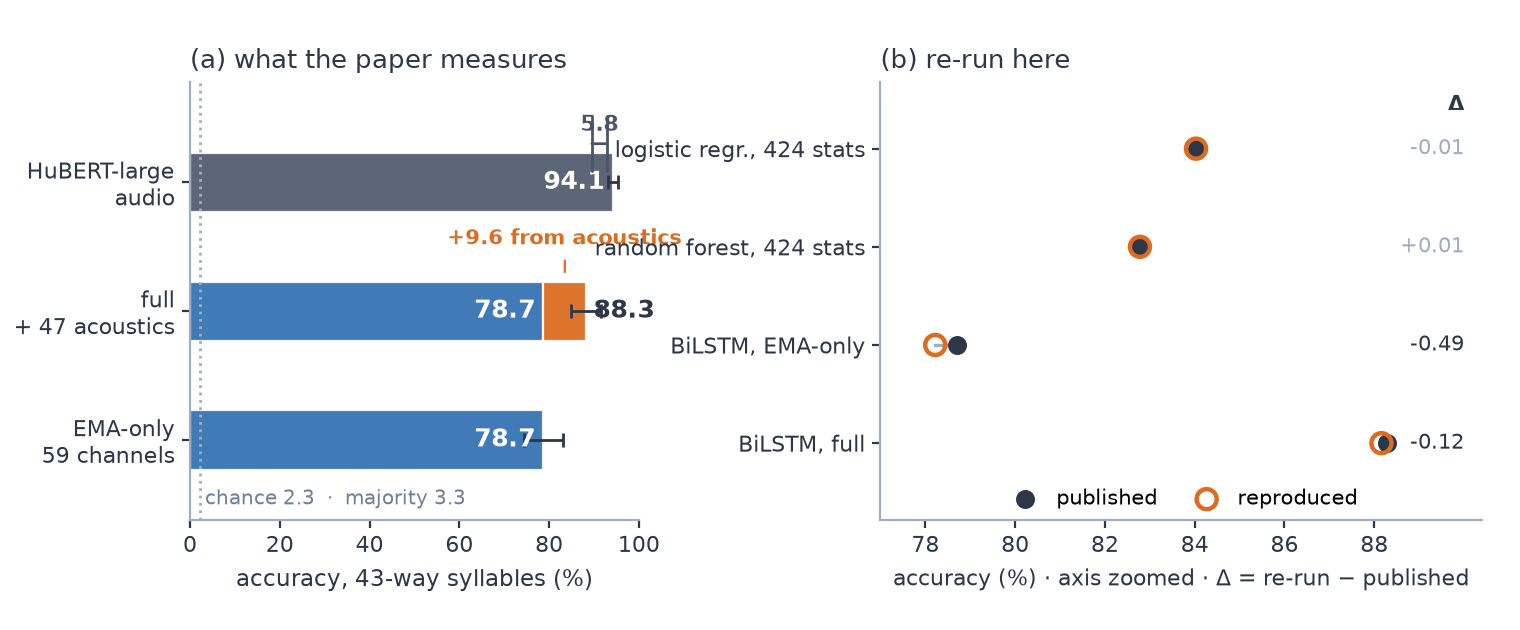 (a) what the paper measures
5.8
HuBERT-large
audio
94.1
+9.6 from acoustics
full
+ 47 acoustics
78.7
88.3
EMA-only
59 channels
78.7
chance 2.3 · majority 3.3
0 20 40 60 80 100
accuracy, 43-way syllables (%)
(b) re-run here
Δ
logistic regr., 424 stats
-0.01
random forest, 424 stats
+0.01
BiLSTM, EMA-only
-0.49
BiLSTM, full
-0.12
published reproduced
78 80 82 84 86 88
accuracy (%) · axis zoomed · Δ = re-run − published